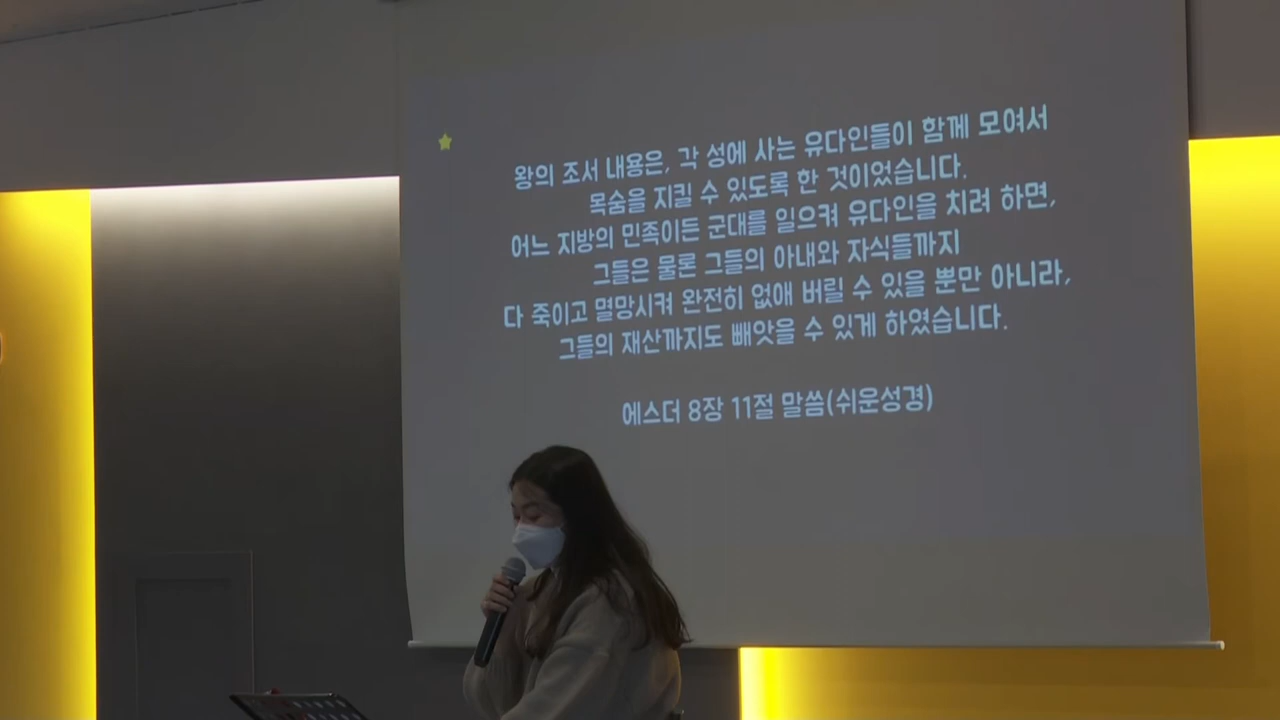 왕의 조서 내용은, 각 성에 사는 유다인들이 함께 모여서
목숨을 지킬 수 있도록 한 것이었습니다.
어느 지방의 민족이든 군대를 일으켜 유다인을 치려 하면,
그들은 물론 그들의 아내와 자식들까지
다 죽이고 멸망시켜 완전히 없애 버릴 수 있을 뿐만 아니라,
그들의 재산까지도 빼앗을 수 있게 하였습니다.
에스더 8장 11절 말씀(쉬운성경)